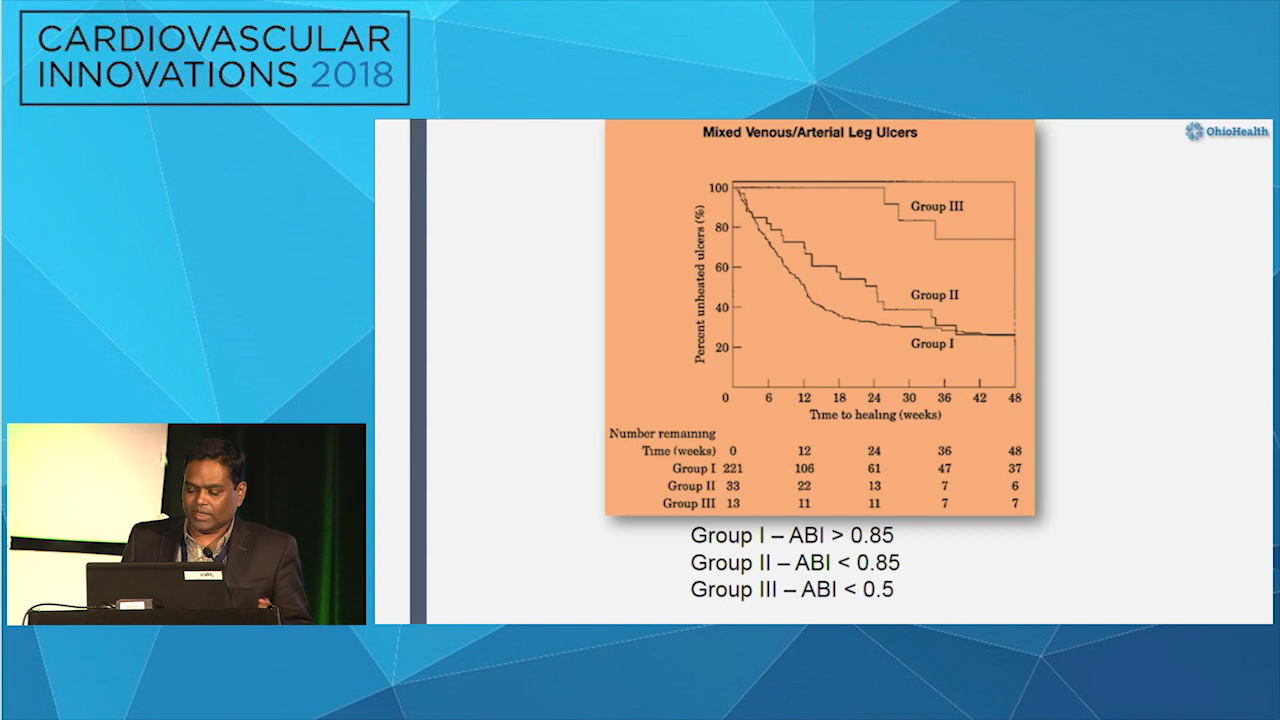 CARDIOVASCULAR
INNOVATIONS 2018
OhioHealth
Mixed Venous/Arterial Leg Ulcers
Percent unhealed ulcers (%)
100
80
60
40
20
Group III
Group II
Group I
0 6 12 18 24 30 36 42 48
Time to healing (weeks)
Number remaining
Time (weeks) 0 12 24 36 48
Group I 221 106 61 47 37
Group II 33 22 13 7 6
Group III 13 11 11 7 7
Group I – ABI > 0.85
Group II – ABI < 0.85
Group III – ABI < 0.5